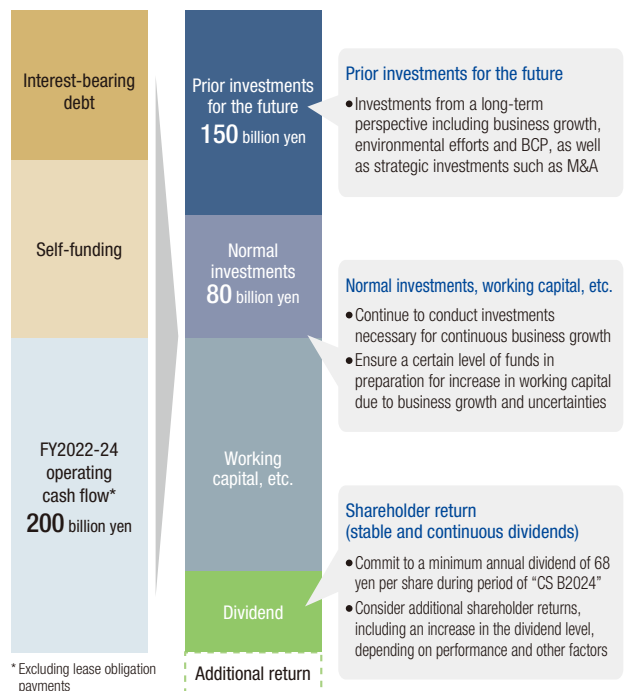 Interest-bearing
debt
Self-funding
FY2022-24
operating
cash flow*
200 billion yen
* Excluding lease obligation
payments
Prior investments
for the future
150 billion yen
Normal
investments
80 billion yen
Working
capital, etc.
Dividend
Additional return
Prior investments for the future
• Investments from a long-term
perspective including business growth,
environmental efforts and BCP, as well
as strategic investments such as M&A
Normal investments, working capital, etc.
• Continue to conduct investments
necessary for continuous business growth
• Ensure a certain level of funds in
preparation for increase in working capital
due to business growth and uncertainties
Shareholder return
(stable and continuous dividends)
• Commit to a minimum annual dividend of 68
yen per share during period of “CS B2024”
• Consider additional shareholder returns,
including an increase in the dividend level,
depending on performance and other factors